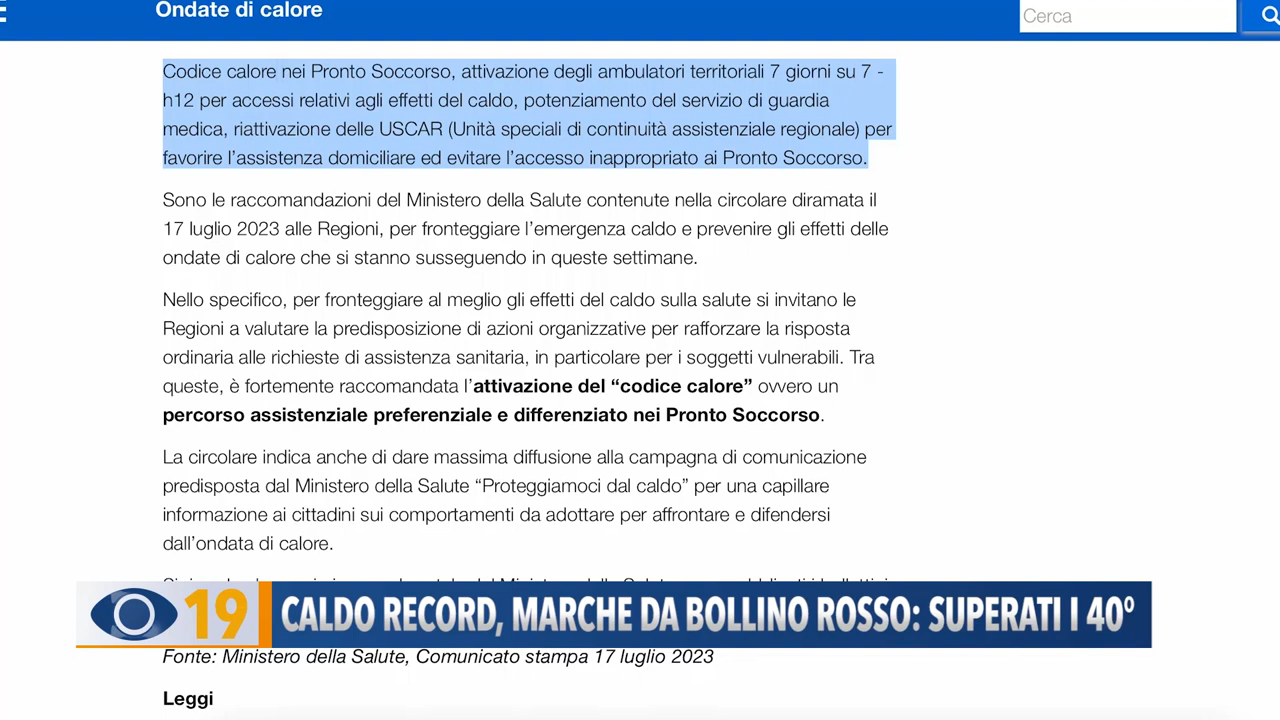 Ondate di calore
Cerca
Codice calore nei Pronto Soccorso, attivazione degli ambulatori territoriali 7 giorni su 7 -
h12 per accessi relativi agli effetti del caldo, potenziamento del servizio di guardia
medica, riattivazione delle USCAR (Unità speciali di continuità assistenziale regionale) per
favorire l’assistenza domiciliare ed evitare l’accesso inappropriato ai Pronto Soccorso.
Sono le raccomandazioni del Ministero della Salute contenute nella circolare diramata il
17 luglio 2023 alle Regioni, per fronteggiare l’emergenza caldo e prevenire gli effetti delle
ondate di calore che si stanno susseguendo in queste settimane.
Nello specifico, per fronteggiare al meglio gli effetti del caldo sulla salute si invitano le
Regioni a valutare la predisposizione di azioni organizzative per rafforzare la risposta
ordinaria alle richieste di assistenza sanitaria, in particolare per i soggetti vulnerabili. Tra
queste, è fortemente raccomandata l’attivazione del “codice calore” ovvero un
percorso assistenziale preferenziale e differenziato nei Pronto Soccorso.
La circolare indica anche di dare massima diffusione alla campagna di comunicazione
predisposta dal Ministero della Salute “Proteggiamoci dal caldo” per una capillare
informazione ai cittadini sui comportamenti da adottare per affrontare e difendersi
dall’ondata di calore.
19 CALDO RECORD, MARCHE DA BOLLINO ROSSO: SUPERATI I 40°
Fonte: Ministero della Salute, Comunicato stampa 17 luglio 2023
Leggi